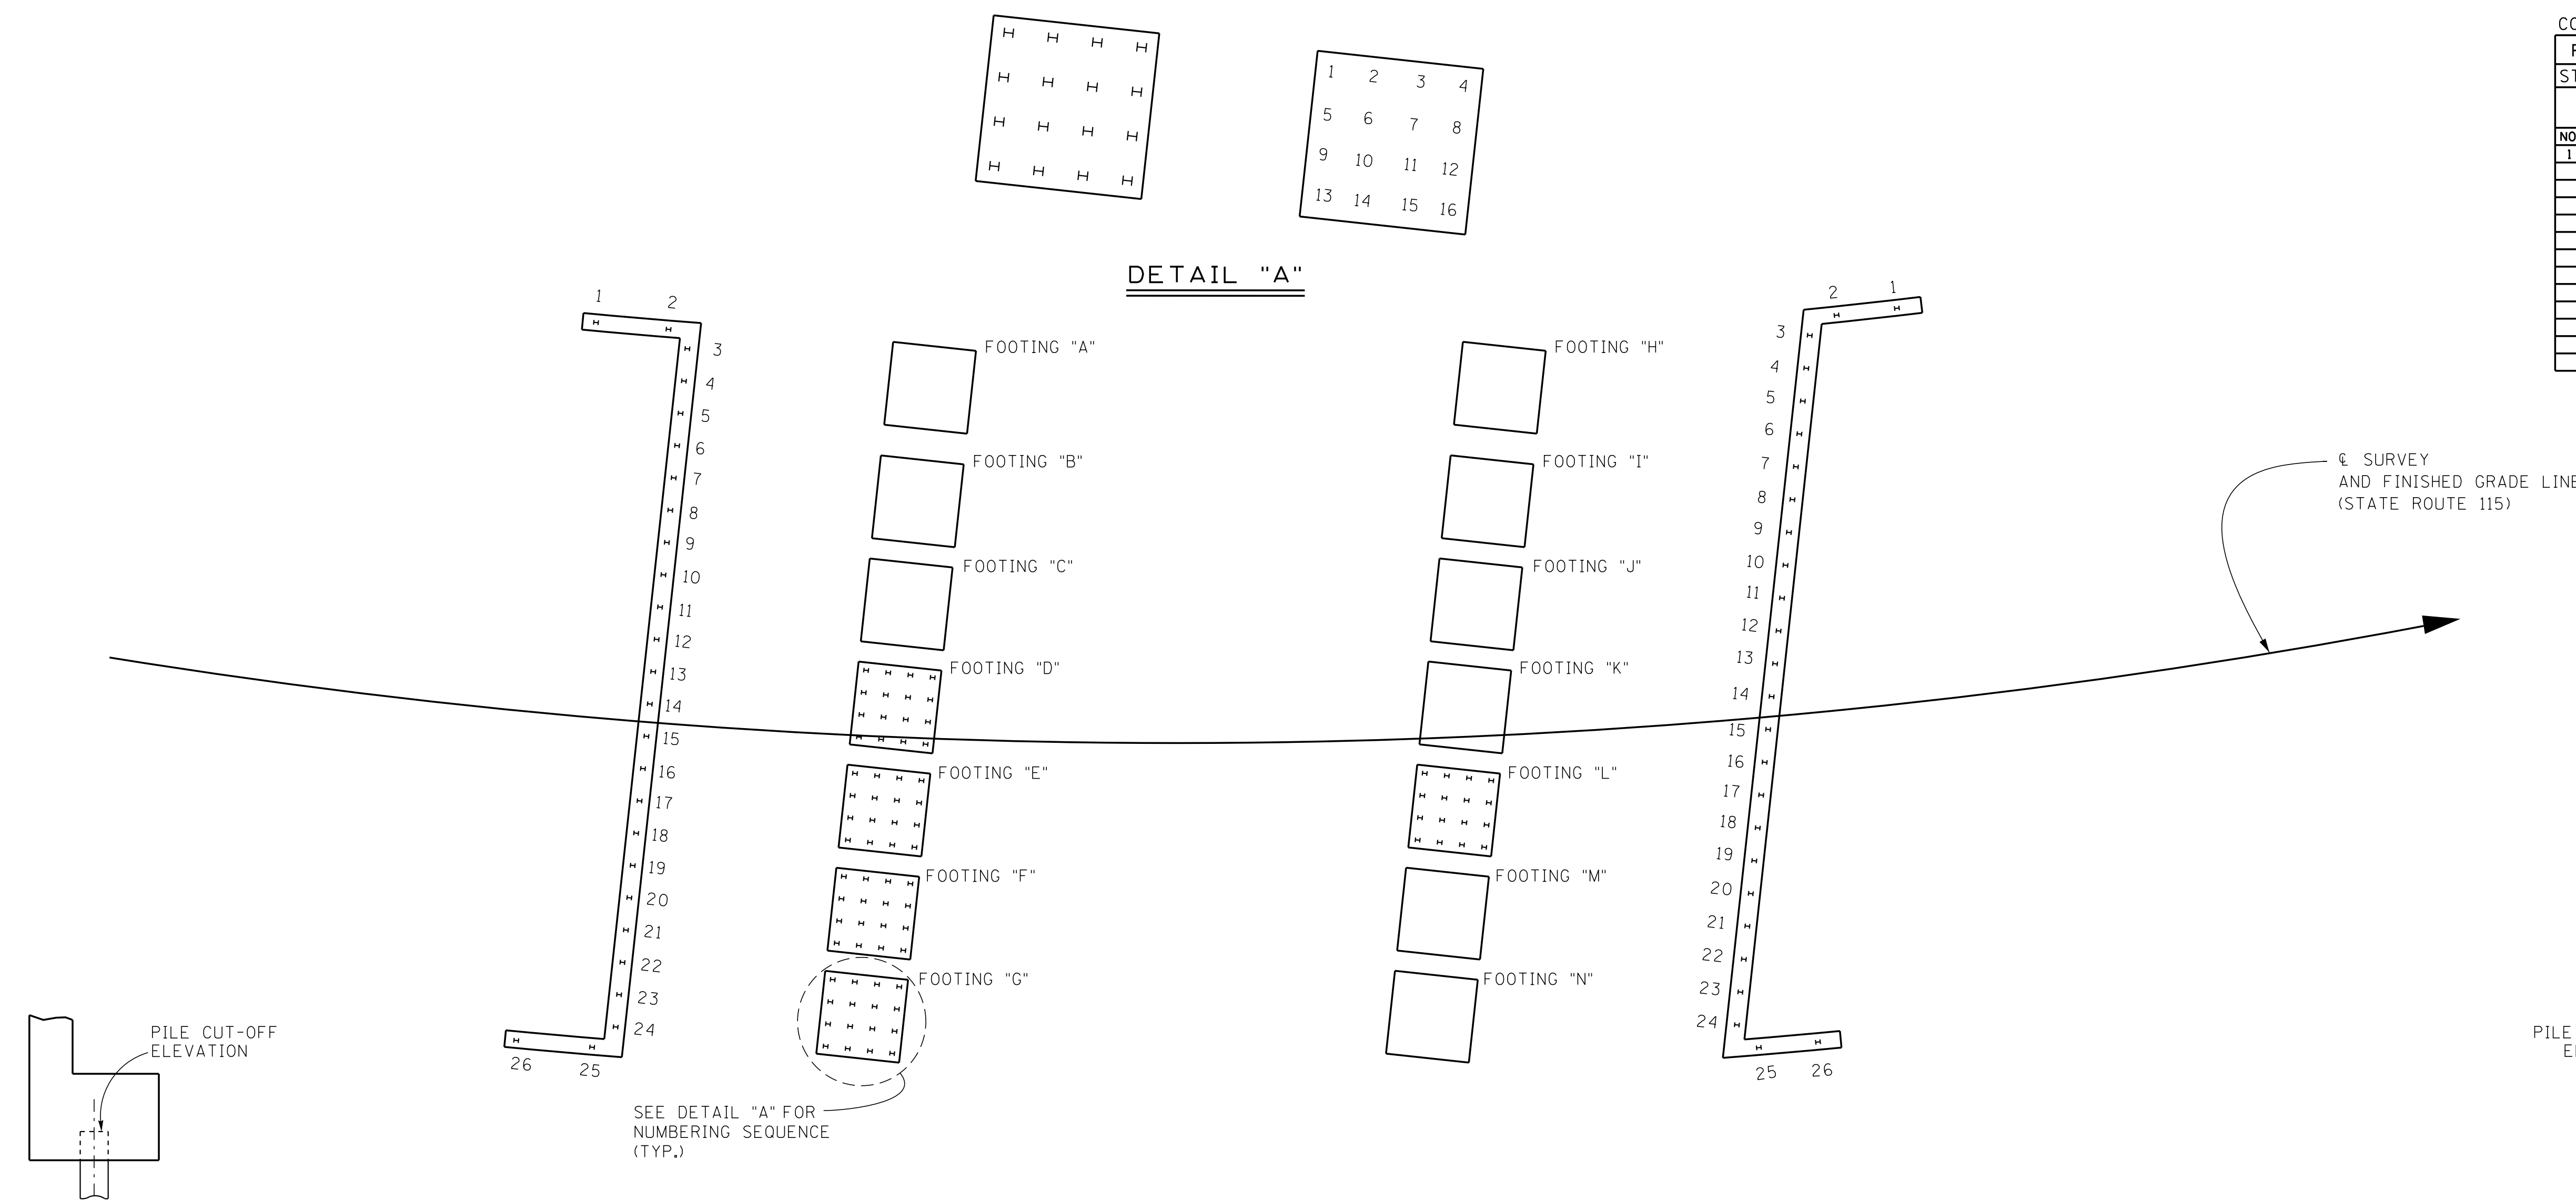 1 2 3 4
5 6 7 8
9 10 11 12
13 14 15 16
DETAIL "A"
1 2
3
4
5
6
7
8
9
10
11
12
13
14
15
16
17
18
19
20
21
22
23
24
26 25
FOOTING "A"
FOOTING "B"
FOOTING "C"
FOOTING "D"
FOOTING "E"
FOOTING "F"
FOOTING "G"
SEE DETAIL "A" FOR
NUMBERING SEQUENCE
(TYP.)
FOOTING "H"
FOOTING "I"
FOOTING "J"
FOOTING "K"
FOOTING "L"
FOOTING "M"
FOOTING "N"
2 1
3
4
5
6
7
8
9
10
11
12
13
14
15
16
17
18
19
20
21
22
23
24
25 26
℄ SURVEY
AND FINISHED GRADE LINE
(STATE ROUTE 115)
PILE CUT-OFF
ELEVATION
PILE
NO
1